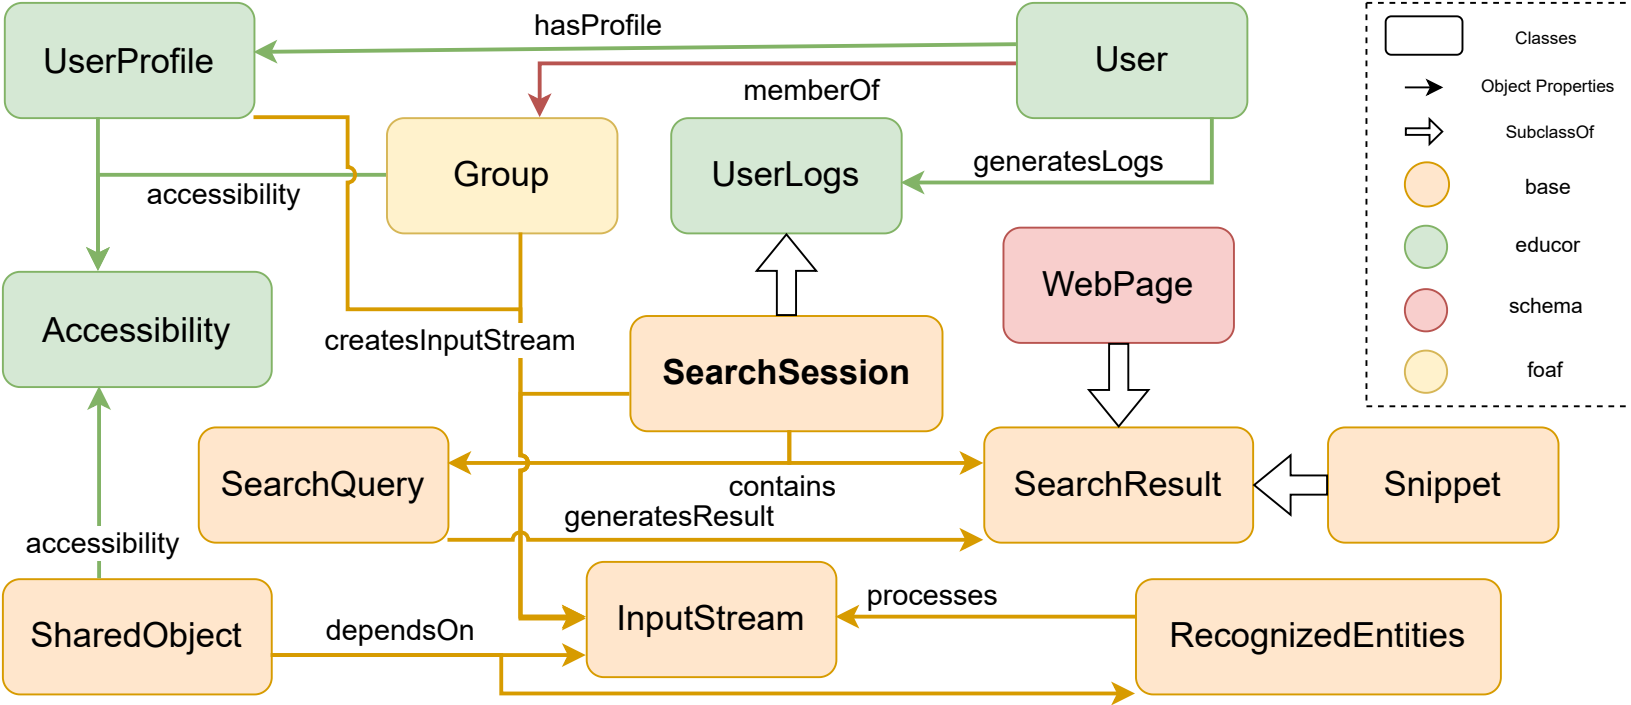 hasProfile
UserProfile
User
memberOf
Group
UserLogs
generatesLogs
accessibility
Accessibility
createsInputStream
WebPage
SearchSession
SearchQuery
contains
generatesResult
SearchResult
Snippet
accessibility
SharedObject
dependsOn
InputStream
processes
RecognizedEntities
Classes
Object Properties
SubclassOf
base
educor
schema
foaf